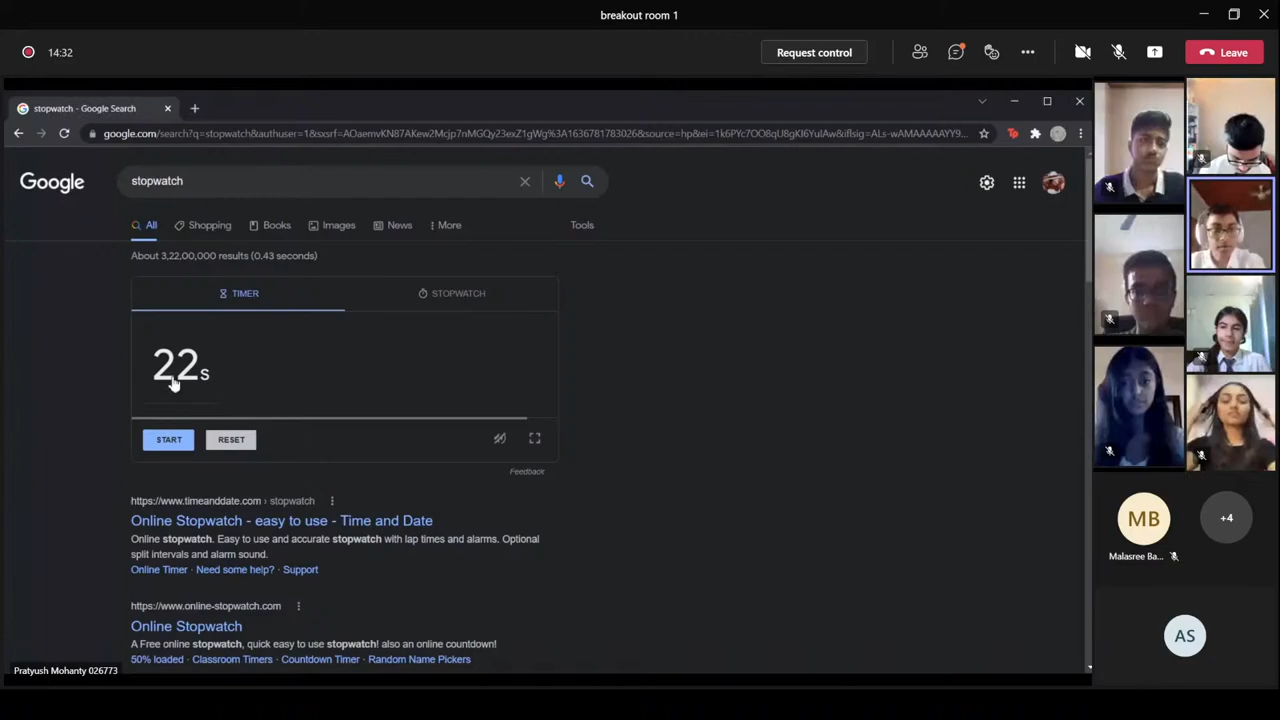 breakout room 1
14:32
Request control
Leave
stopwatch - Google Search
google.com/search?q=stopwatch&authuser=1&sxsrf=AOaemvKN87AKew2Mcjp7nMGQy23exZ1gWg%3A1636781783026&source=hp&ei=1k6PYc7OO8qU8gKI6YuIAw&iflsig=ALs-wAMAAAAAYY9...
Google
stopwatch
All
Shopping
Books
Images
News
More
Tools
About 3,22,00,000 results (0.43 seconds)
TIMER
STOPWATCH
22s
START
RESET
Feedback
https://www.timeanddate.com › stopwatch
Online Stopwatch - easy to use - Time and Date
Online stopwatch. Easy to use and accurate stopwatch with lap times and alarms. Optional
split intervals and alarm sound.
Online Timer · Need some help? · Support
https://www.online-stopwatch.com
Online Stopwatch
A Free online stopwatch, quick easy to use stopwatch! also an online countdown!
50% loaded · Classroom Timers · Countdown Timer · Random Name Pickers
Pratyush Mohanty 026773
MB
Malasree Ba...
+4
AS